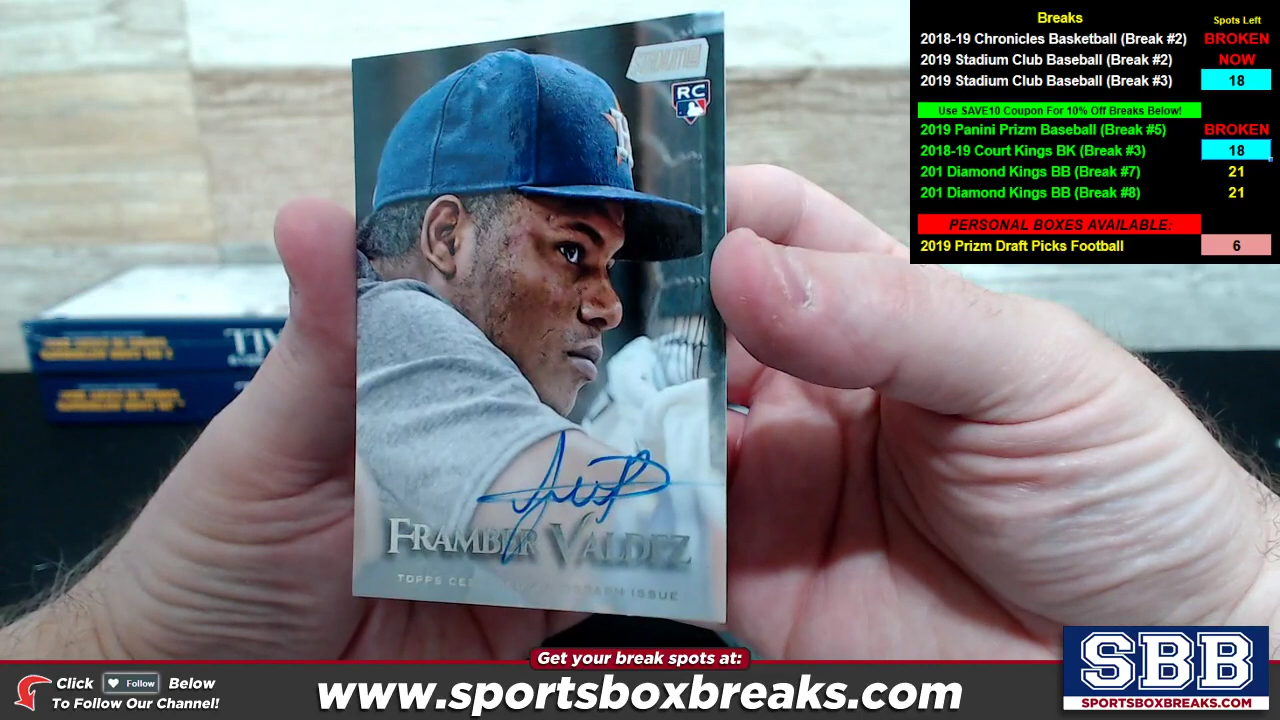 Breaks Spots Left
2018-19 Chronicles Basketball (Break #2) BROKEN
2019 Stadium Club Baseball (Break #2) NOW
2019 Stadium Club Baseball (Break #3) 18
Use SAVE10 Coupon For 10% Off Breaks Below!
2019 Panini Prizm Baseball (Break #5) BROKEN
2018-19 Court Kings BK (Break #3) 18
201 Diamond Kings BB (Break #7) 21
201 Diamond Kings BB (Break #8) 21
PERSONAL BOXES AVAILABLE:
2019 Prizm Draft Picks Football 6
STADIUM
RC
FRAMBER VALDEZ
TOPPS ISSUE
Get your break spots at:
Click Follow Below
To Follow Our Channel!
www.sportsboxbreaks.com
SBB
SPORTSBOXBREAKS.COM